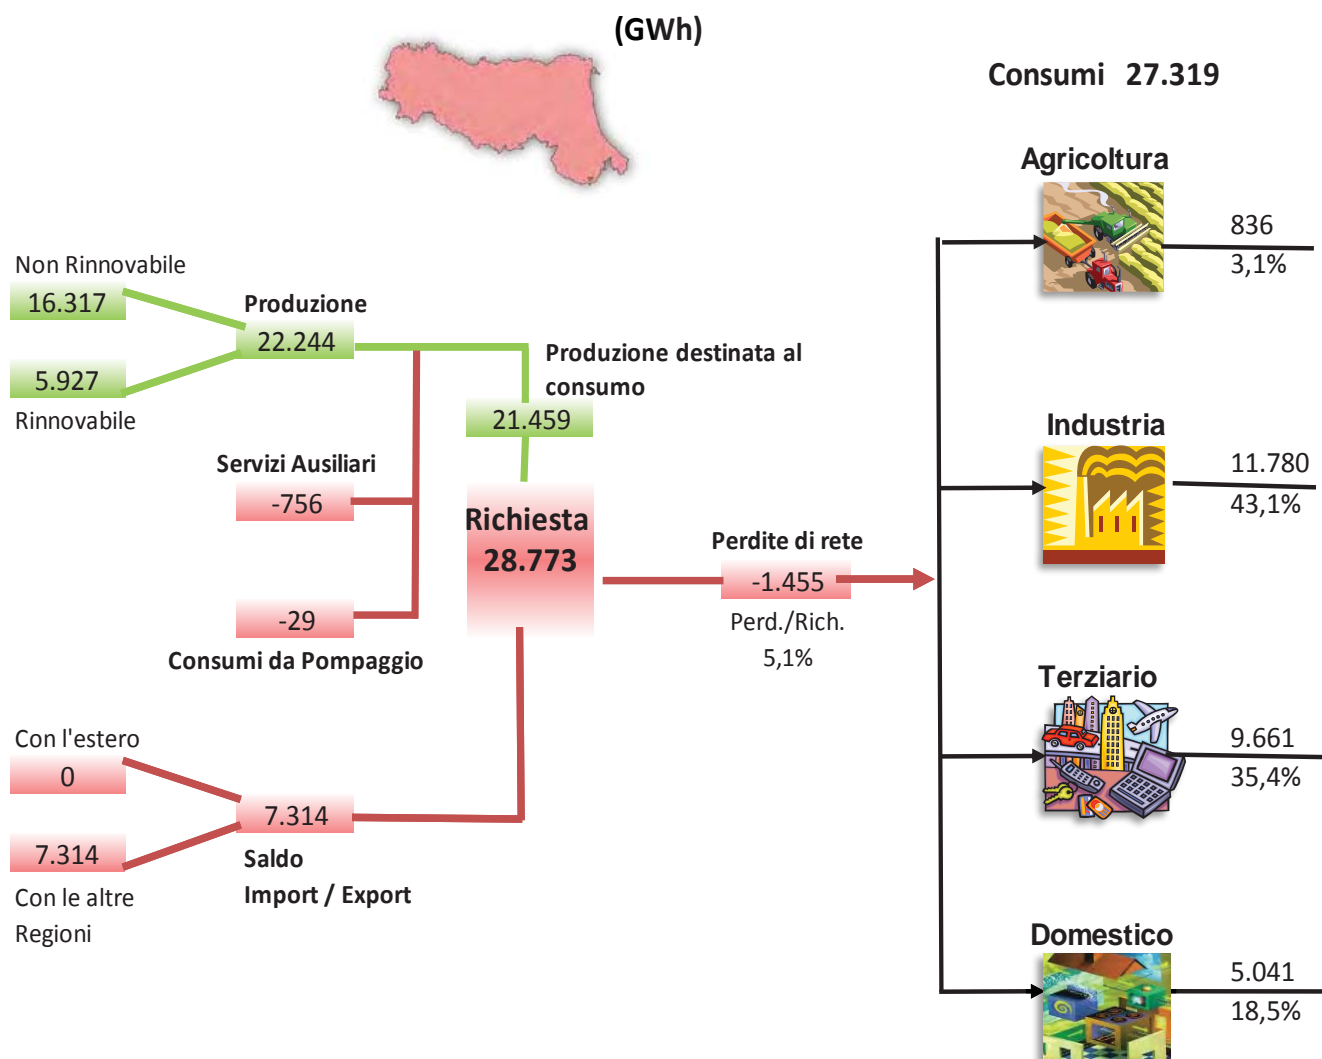 (GWh)
Consumi 27.319
Agricoltura
836
3,1%
Non Rinnovabile
16.317
Produzione
22.244
5.927
Rinnovabile
Produzione destinata al
consumo
21.459
Servizi Ausiliari
-756
Richiesta
28.773
-29
Consumi da Pompaggio
Perdite di rete
-1.455
Perd./Rich.
5,1%
Industria
11.780
43,1%
Terziario
9.661
35,4%
Con l'estero
0
7.314
7.314
Saldo
Import / Export
Con le altre
Regioni
Domestico
5.041
18,5%